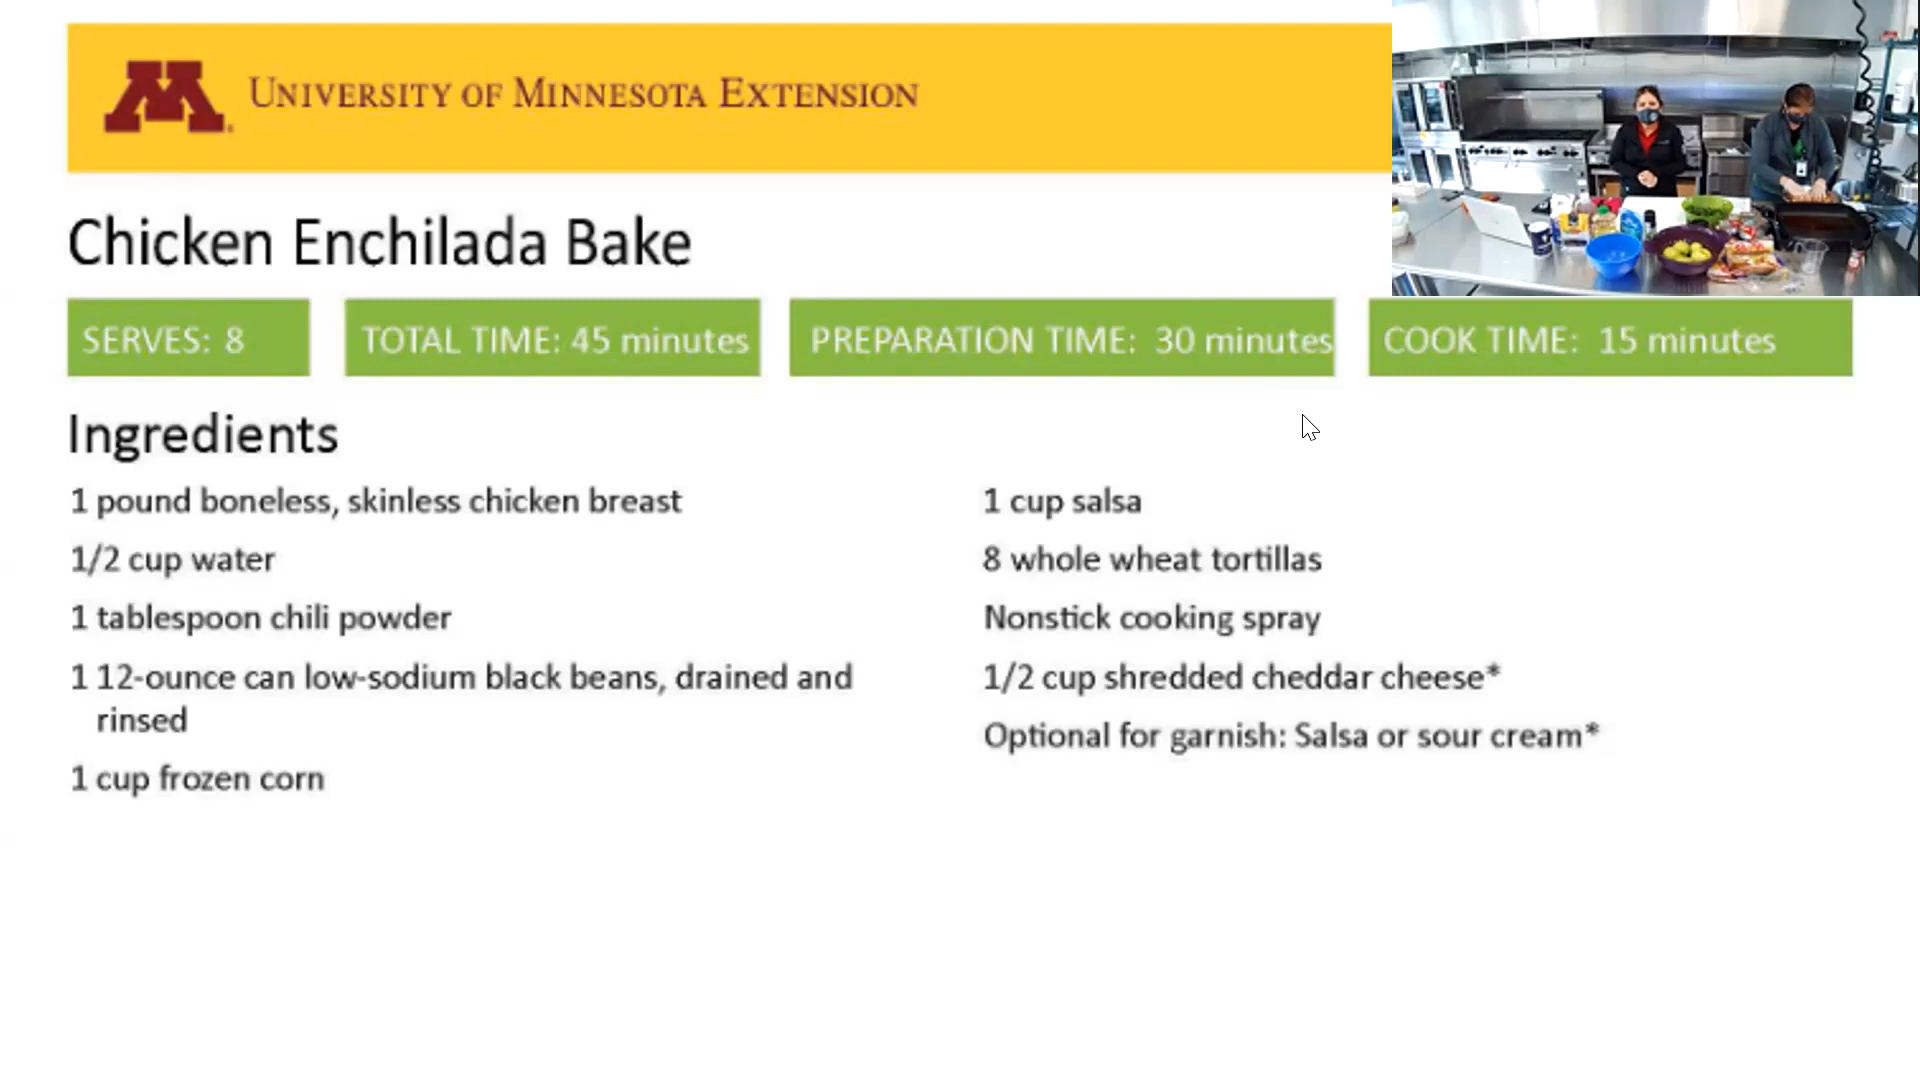 University of Minnesota Extension
Chicken Enchilada Bake
SERVES: 8
TOTAL TIME: 45 minutes
PREPARATION TIME: 30 minutes
COOK TIME: 15 minutes
Ingredients
1 pound boneless, skinless chicken breast
1/2 cup water
1 tablespoon chili powder
1 12-ounce can low-sodium black beans, drained and
rinsed
1 cup frozen corn
1 cup salsa
8 whole wheat tortillas
Nonstick cooking spray
1/2 cup shredded cheddar cheese*
Optional for garnish: Salsa or sour cream*